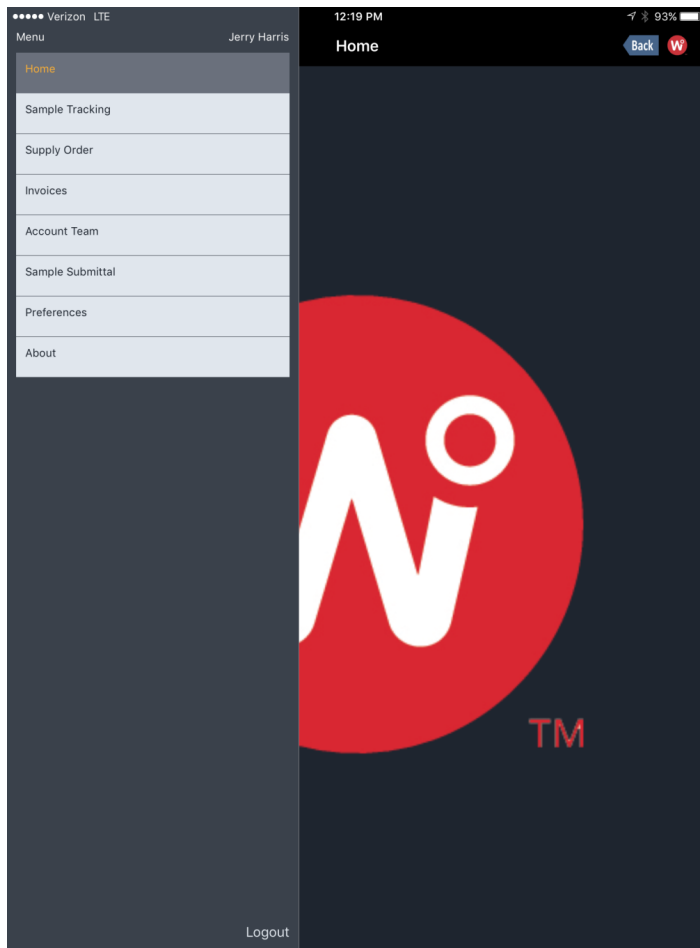 Verizon LTE
12:19 PM
93%
Menu
Jerry Harris
Home
Back
W
Home
Sample Tracking
Supply Order
Invoices
Account Team
Sample Submittal
Preferences
About
W
TM
Logout